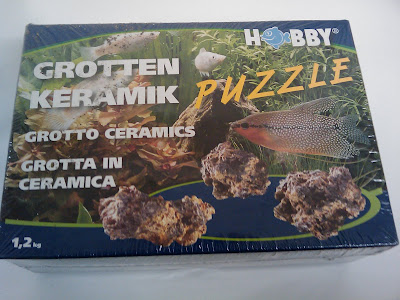 HOBBY®
GROTTEN
KERAMIK
PUZZLE
GROTTO CERAMICS
GROTTA IN
CERAMICA
1,2 kg